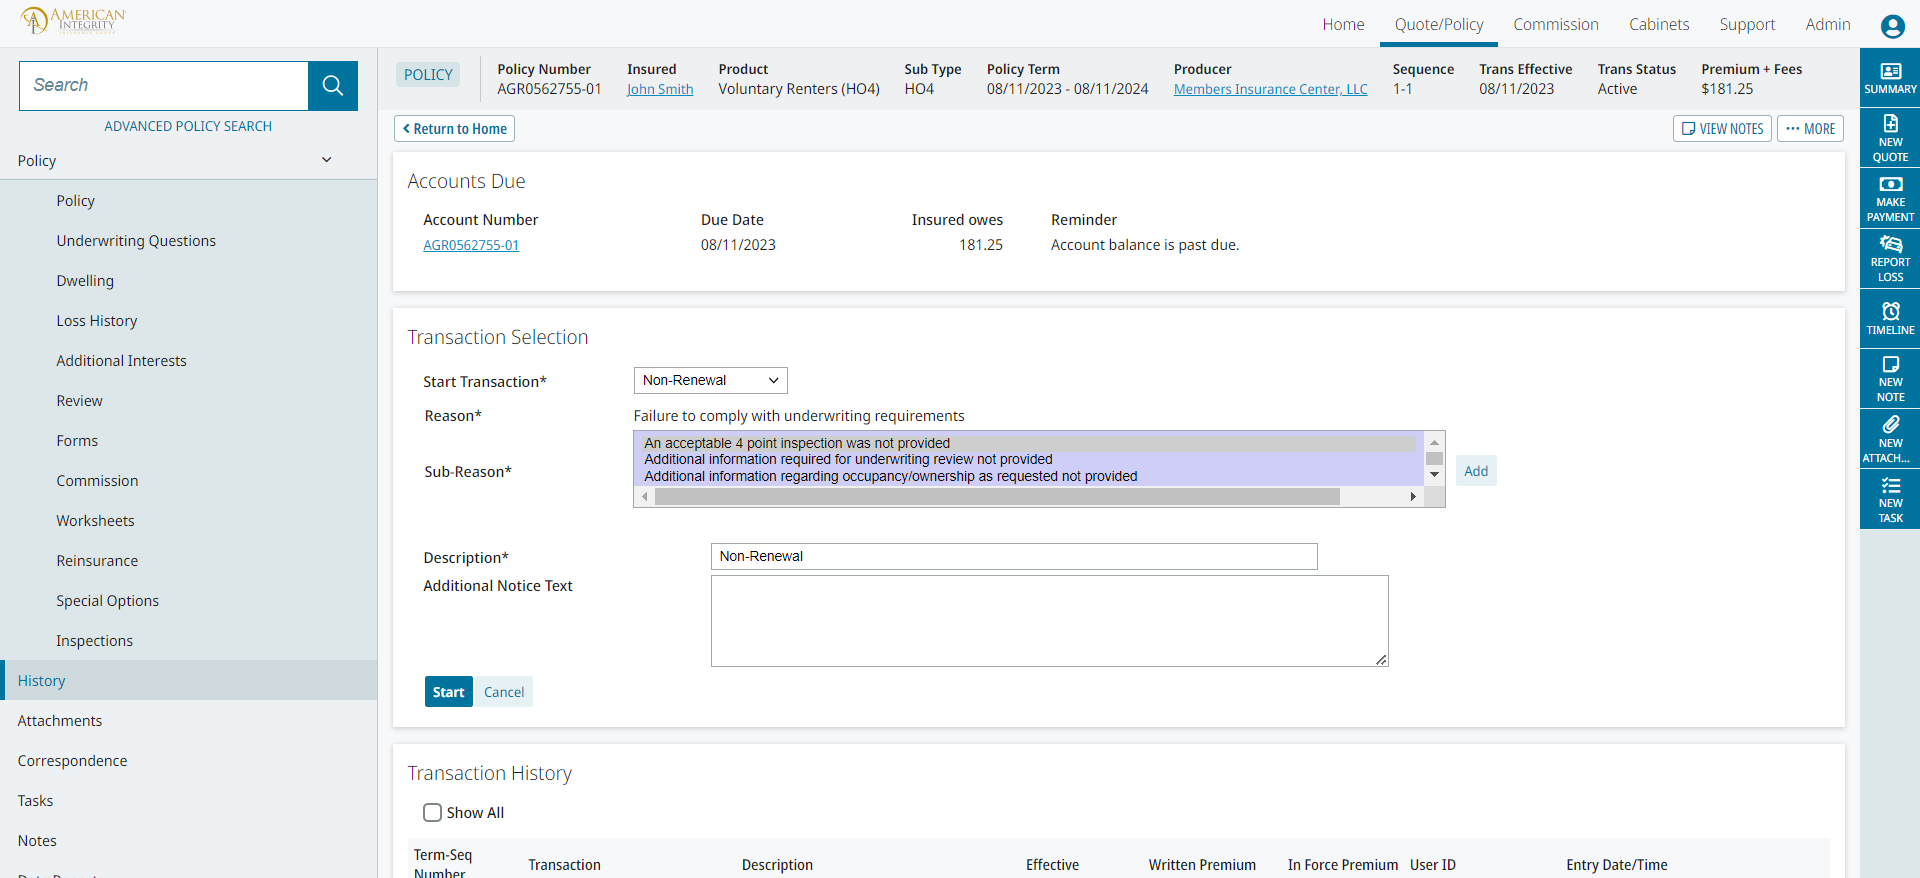 AMERICAN
INTEGRITY
Home
Quote/Policy
Commission
Cabinets
Support
Admin
Search
ADVANCED POLICY SEARCH
Policy
Policy
Underwriting Questions
Dwelling
Loss History
Additional Interests
Review
Forms
Commission
Worksheets
Reinsurance
Special Options
Inspections
History
Attachments
Correspondence
Tasks
Notes
POLICY
Policy Number
AGR0562755-01
Insured
John Smith
Product
Voluntary Renters (HO4)
Sub Type
HO4
Policy Term
08/11/2023 - 08/11/2024
Producer
Members Insurance Center, LLC
Sequence
1-1
Trans Effective
08/11/2023
Trans Status
Active
Premium + Fees
$181.25
Return to Home
VIEW NOTES
MORE
Accounts Due
Account Number Due Date Insured owes Reminder
AGR0562755-01 08/11/2023 181.25 Account balance is past due.
Transaction Selection
Start Transaction* Non-Renewal
Reason* Failure to comply with underwriting requirements
Sub-Reason*
An acceptable 4 point inspection was not provided
Additional information required for underwriting review not provided
Additional information regarding occupancy/ownership as requested not provided
Add
Description* Non-Renewal
Additional Notice Text
Start
Cancel
Transaction History
Show All
Term-Seq
Number
Transaction
Description
Effective
Written Premium
In Force Premium
User ID
Entry Date/Time
SUMMARY
NEW
QUOTE
MAKE
PAYMENT
REPORT
LOSS
TIMELINE
NEW
NOTE
NEW
ATTACH...
NEW
TASK